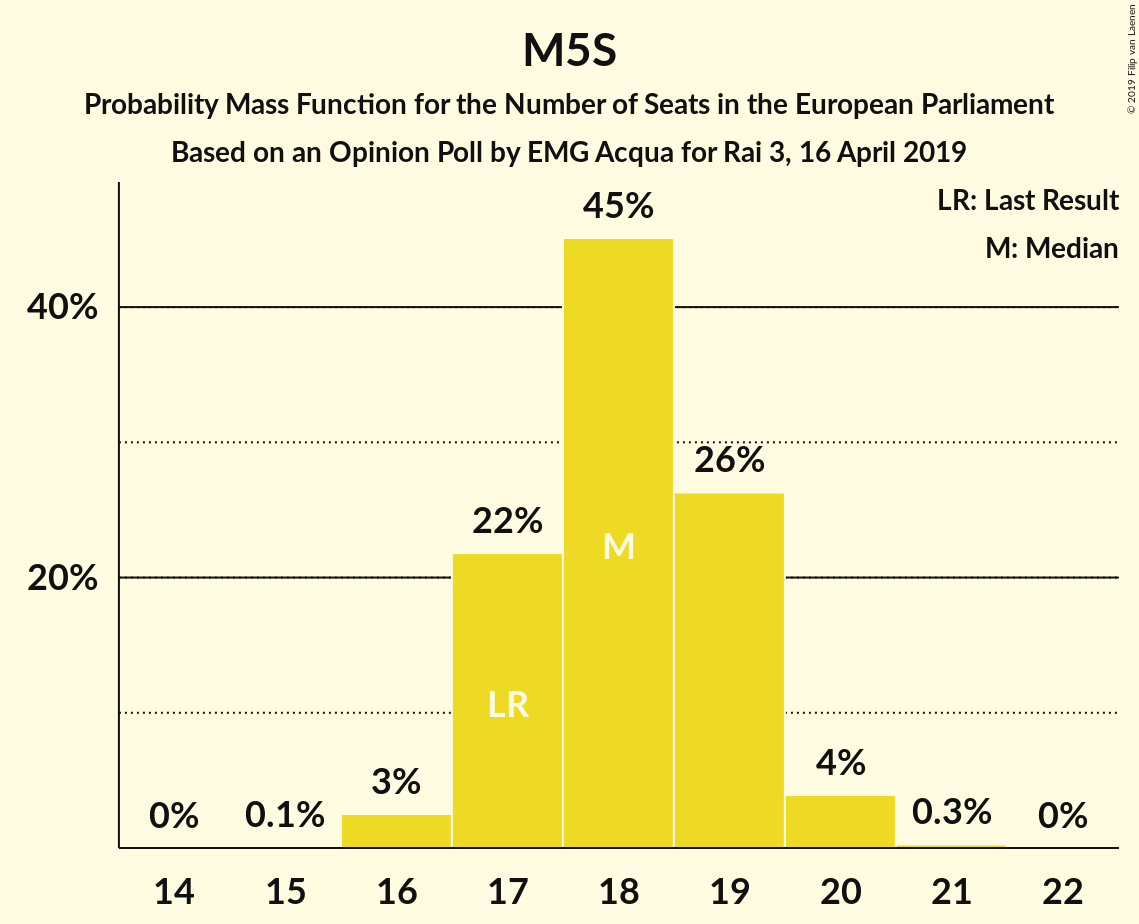 M5S
Probability Mass Function for the Number of Seats in the European Parliament
Based on an Opinion Poll by EMG Acqua for Rai 3, 16 April 2019
© 2019 Filip van Laenen
LR: Last Result
M: Median
45%
40%
26%
22%
M
20%
LR
4%
3%
0% 0.1% 0.3% 0%
14 15 16 17 18 19 20 21 22